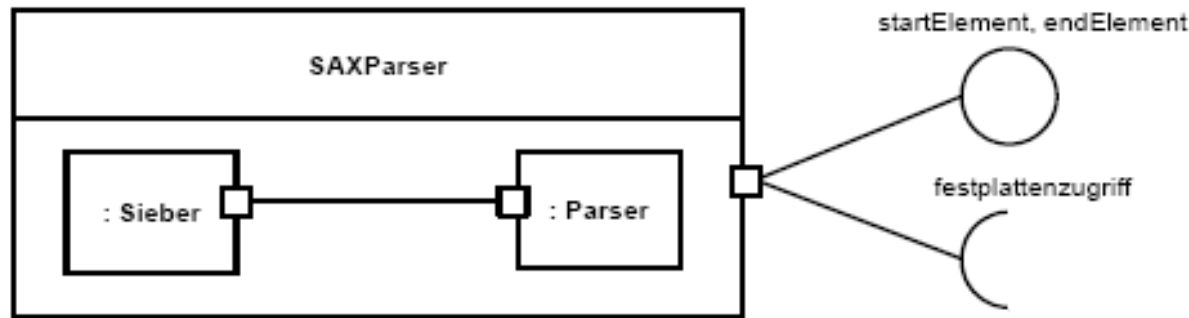 startElement, endElement
SAXParser
festplattenzugriff
: Sieber
: Parser